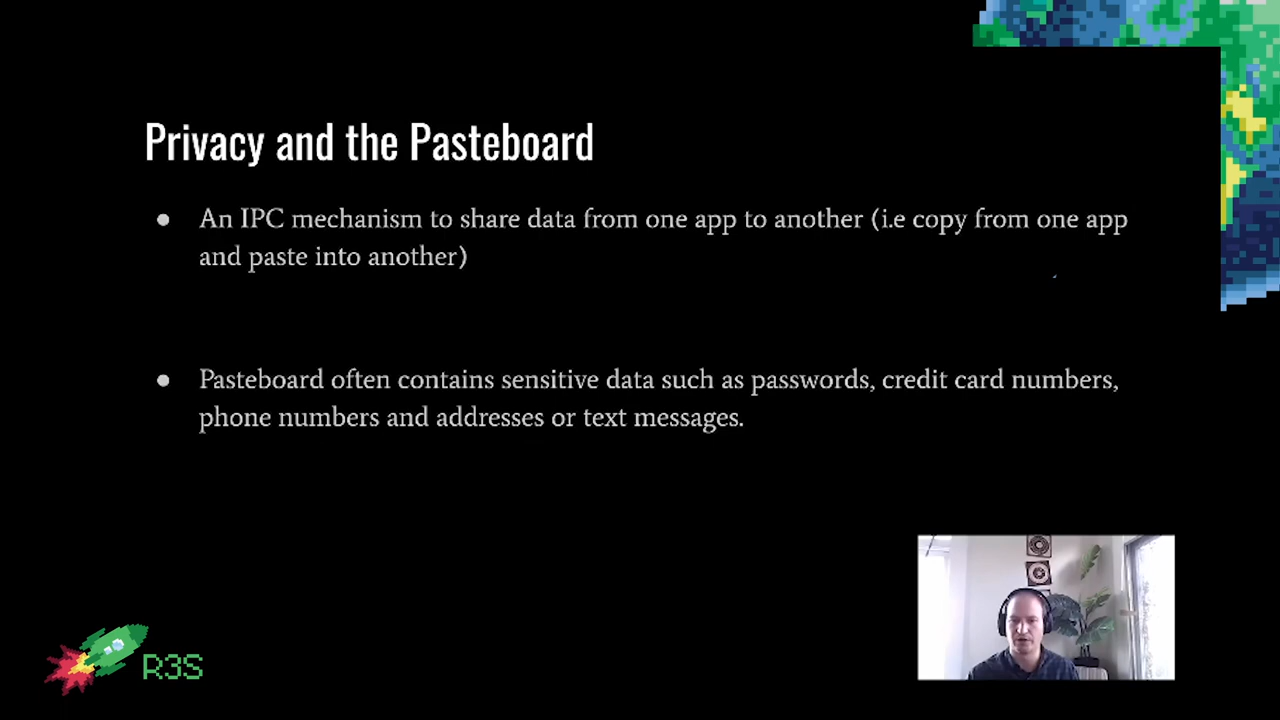 Privacy and the Pasteboard
● An IPC mechanism to share data from one app to another (i.e copy from one app
and paste into another)
● Pasteboard often contains sensitive data such as passwords, credit card numbers,
phone numbers and addresses or text messages.
R3S